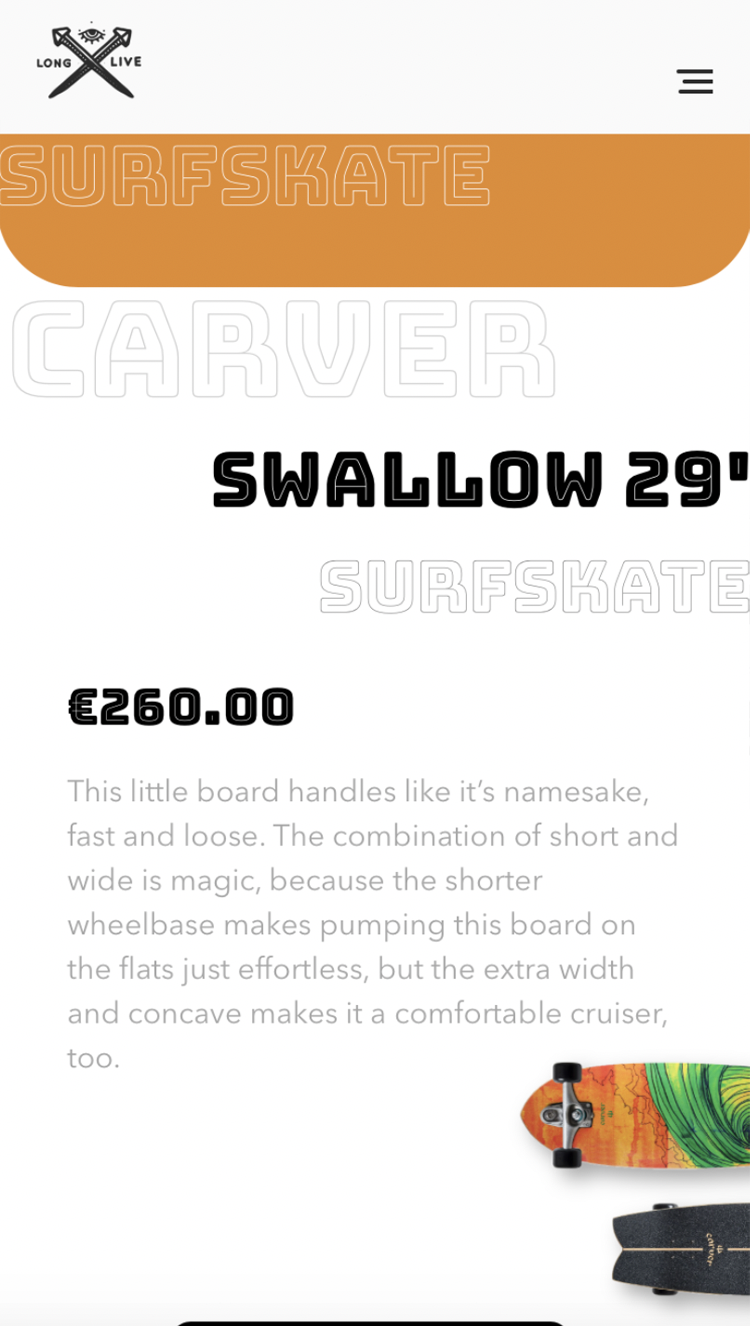 LONG LIVE
SURFSKATE
CARVER
SWALLOW 29"
SURFSKATE
€260.00
This little board handles like it’s namesake,
fast and loose. The combination of short and
wide is magic, because the shorter
wheelbase makes pumping this board on
the flats just effortless, but the extra width
and concave makes it a comfortable cruiser,
too.
carver